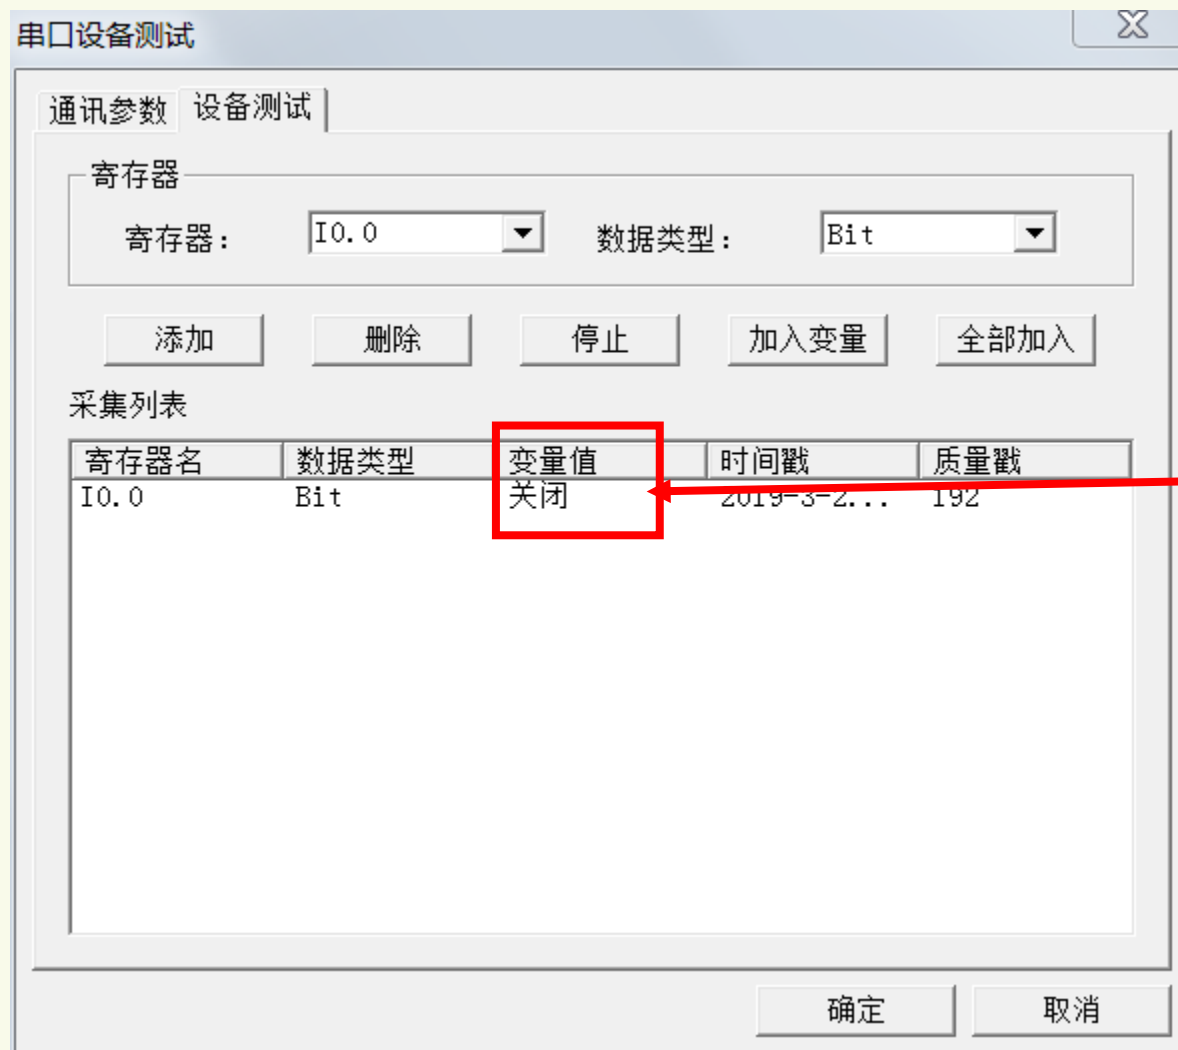 串口设备测试
通讯参数 设备测试
寄存器
寄存器: I0.0 数据类型: Bit
添加 删除 停止 加入变量 全部加入
采集列表
寄存器名 数据类型 变量值 时间戳 质量戳
I0.0 Bit 关闭 2019-3-2... 192
确定 取消